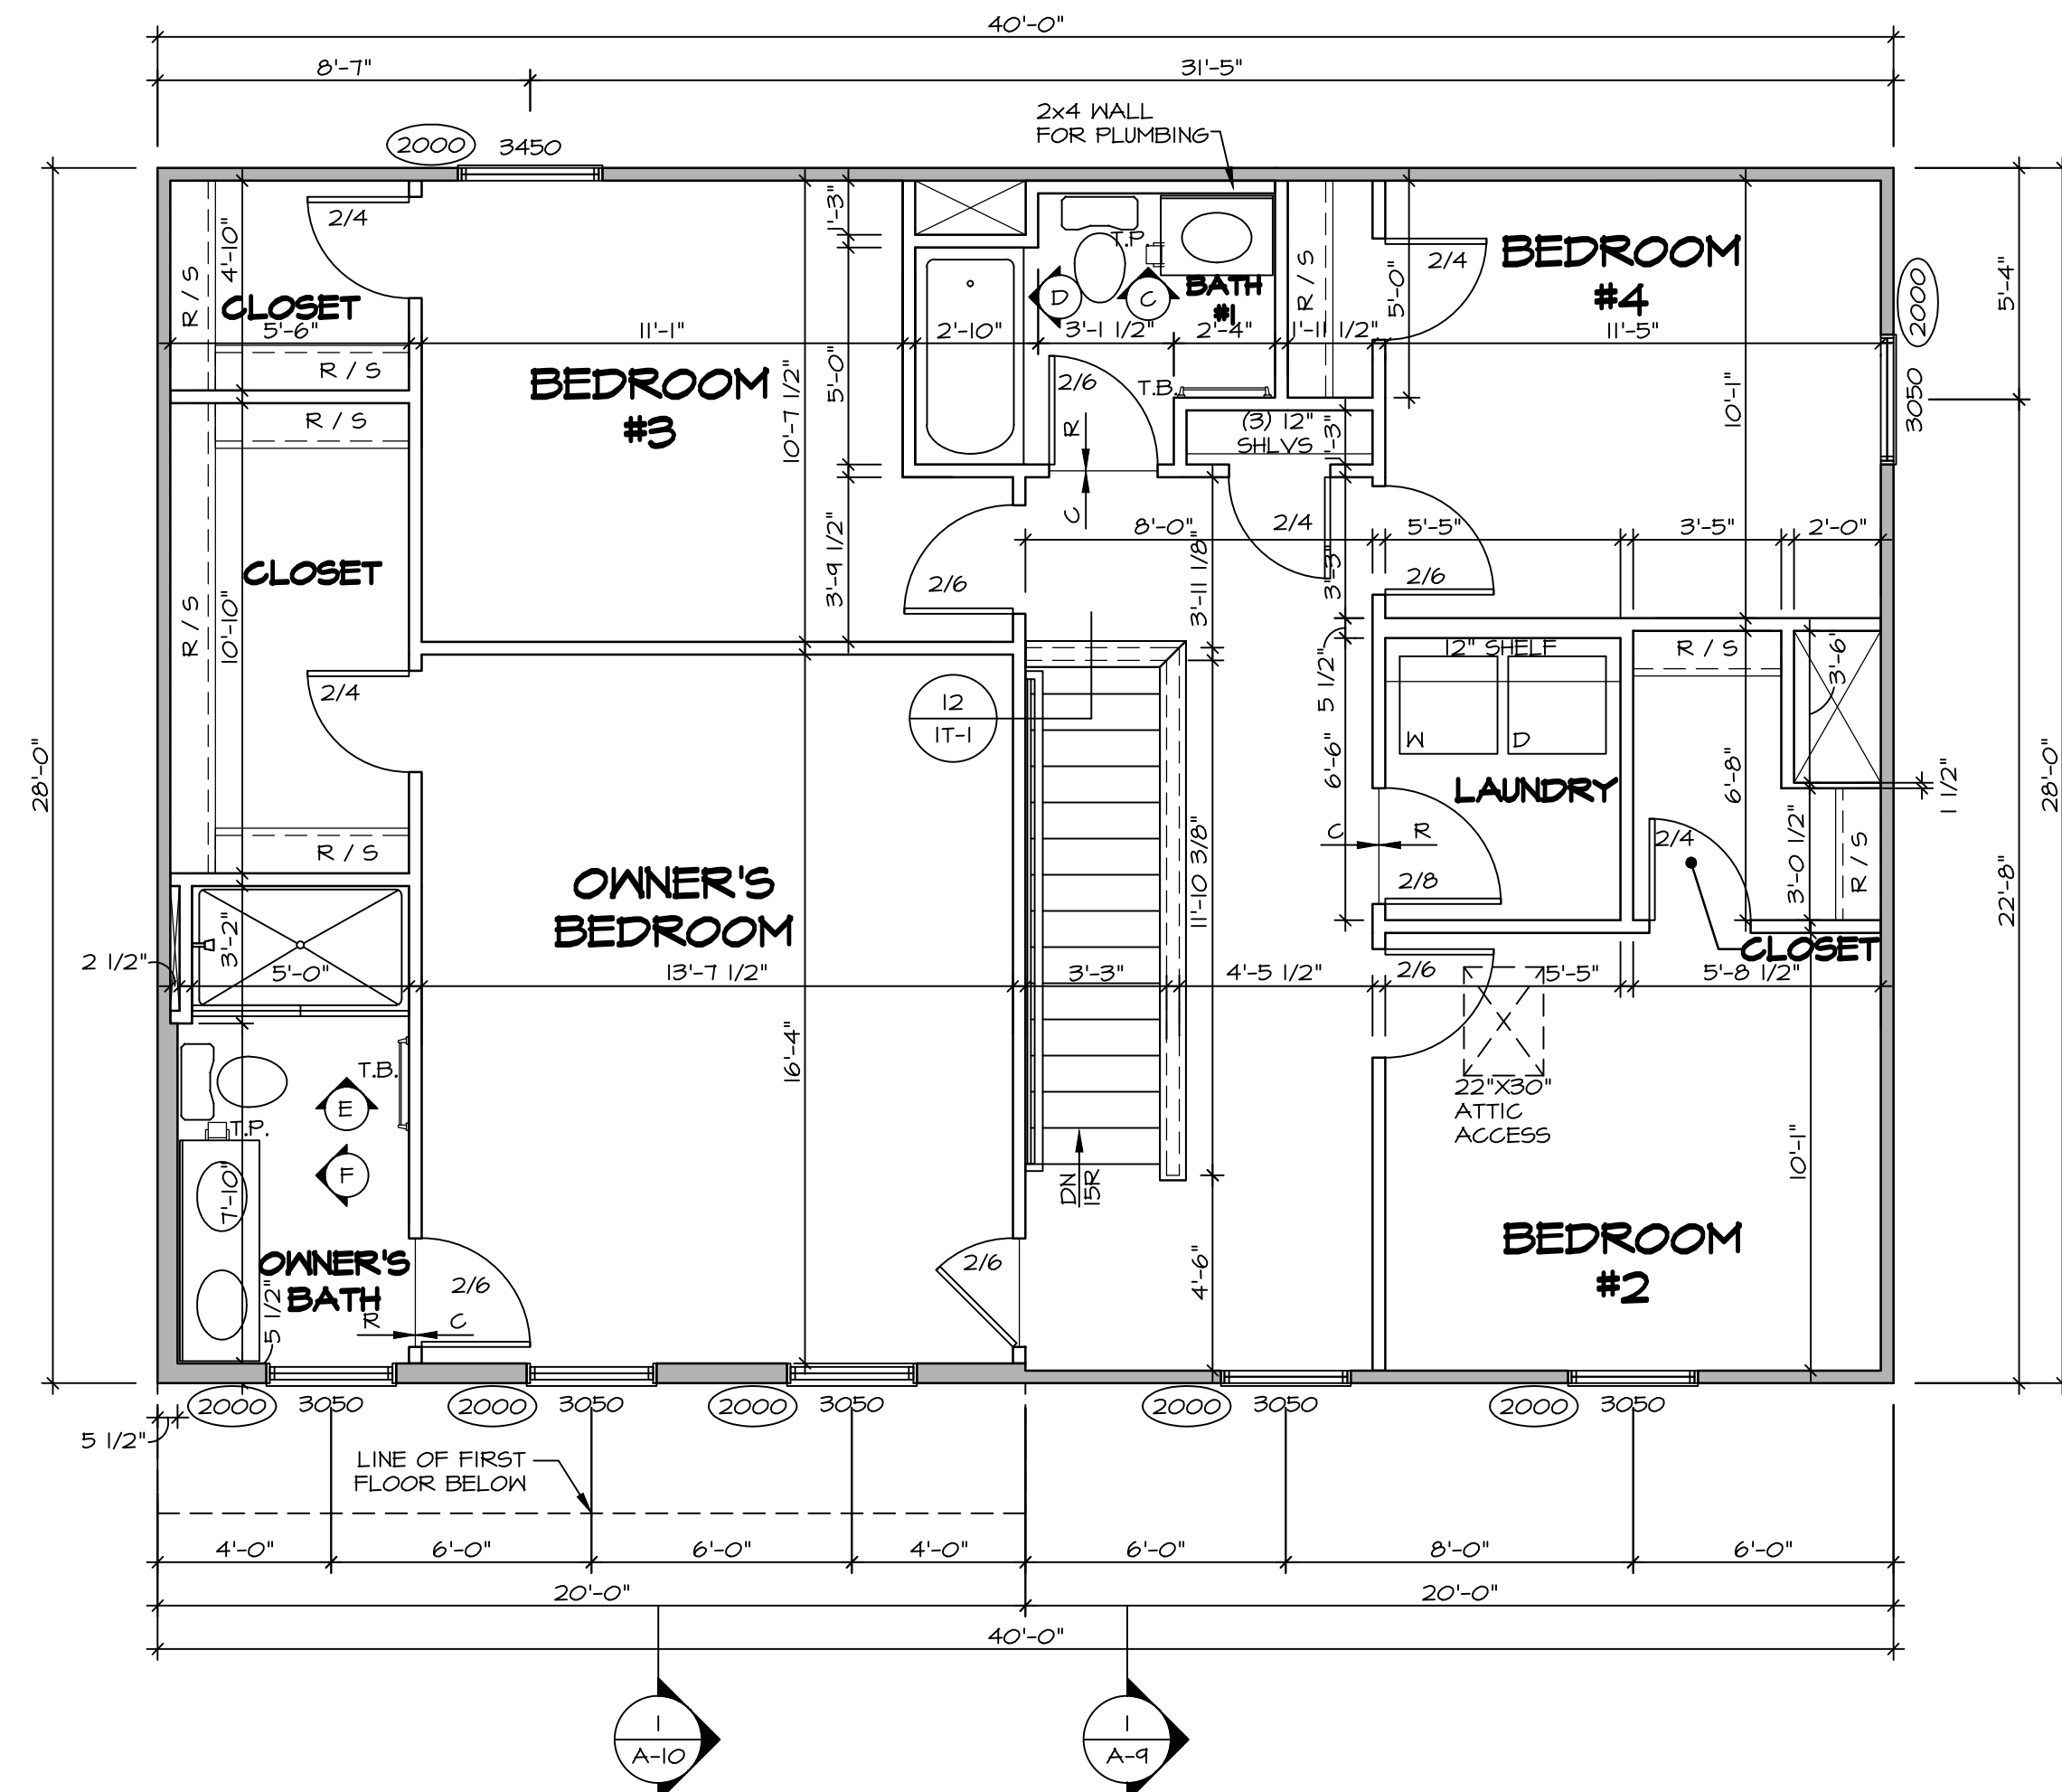 40'-0"
8'-7"
31'-5"
2x4 WALL
FOR PLUMBING
2000
3450
2/4
4'-10"
R / S
CLOSET
5'-6"
R / S
11'-1"
BEDROOM
#3
10'-7 1/2"
1'-3"
5'-0"
3'-9 1/2"
2'-10"
T.P.
D
C
BATH
#1
3'-1 1/2"
2'-4"
1'-11 1/2"
R / S
5'-0"
2/4
BEDROOM
#4
11'-5"
10'-1"
2000
3050
5'-4"
2/6
T.B.
R
C
(3) 12"
SHLVS
1'-3"
R / S
CLOSET
R / S
10'-10"
2/4
R / S
2/6
8'-0"
2/4
3'-11 1/8"
3'-3"
5'-5"
3'-5"
2'-0"
2/6
28'-0"
28'-0"
22'-8"
12
1T-1
5 1/2"
6'-6"
12" SHELF
W
D
LAUNDRY
R / S
3'-6"
6'-8"
1 1/2"
C
R
2/8
2/4
3'-0 1/2"
R / S
CLOSET
OWNER'S
BEDROOM
11'-10 3/8"
2 1/2"
3'-2"
5'-0"
13'-7 1/2"
3'-3"
4'-5 1/2"
2/6
5'-5"
5'-8 1/2"
16'-4"
22"X30"
ATTIC
ACCESS
T.B.
E
T.P.
F
7'-10"
DN
15R
10'-1"
OWNER'S
BATH
5 1/2"
R
C
2/6
2/6
4'-6"
BEDROOM
#2
2000
3050
2000
3050
2000
3050
2000
3050
2000
3050
5 1/2"
LINE OF FIRST
FLOOR BELOW
4'-0"
6'-0"
6'-0"
4'-0"
6'-0"
8'-0"
6'-0"
20'-0"
20'-0"
40'-0"
1
A-10
1
A-9